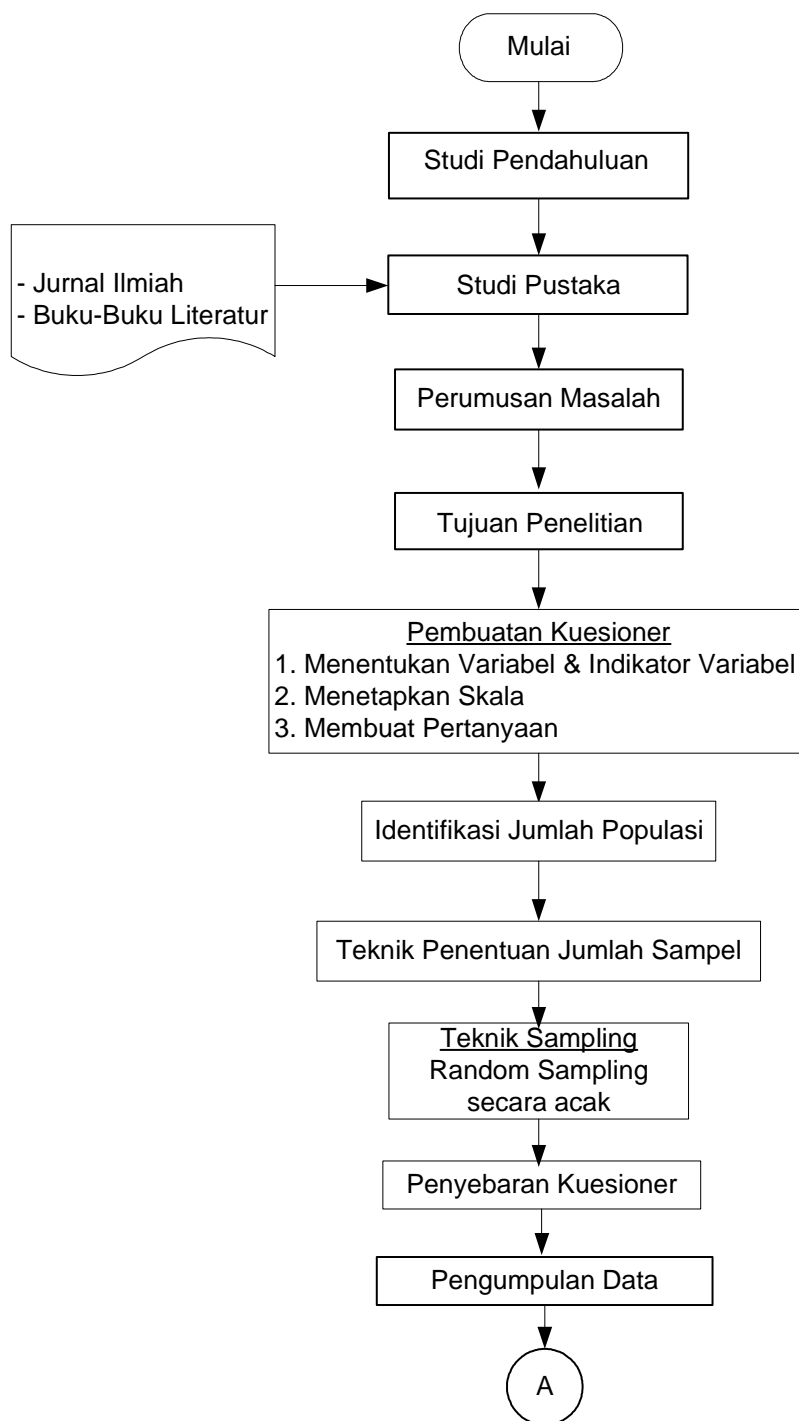 Mulai
Studi Pendahuluan
- Jurnal Ilmiah
- Buku-Buku Literatur
Studi Pustaka
Perumusan Masalah
Tujuan Penelitian
Pembuatan Kuesioner
1. Menentukan Variabel & Indikator Variabel
2. Menetapkan Skala
3. Membuat Pertanyaan
Identifikasi Jumlah Populasi
Teknik Penentuan Jumlah Sampel
Teknik Sampling
Random Sampling
secara acak
Penyebaran Kuesioner
Pengumpulan Data
A